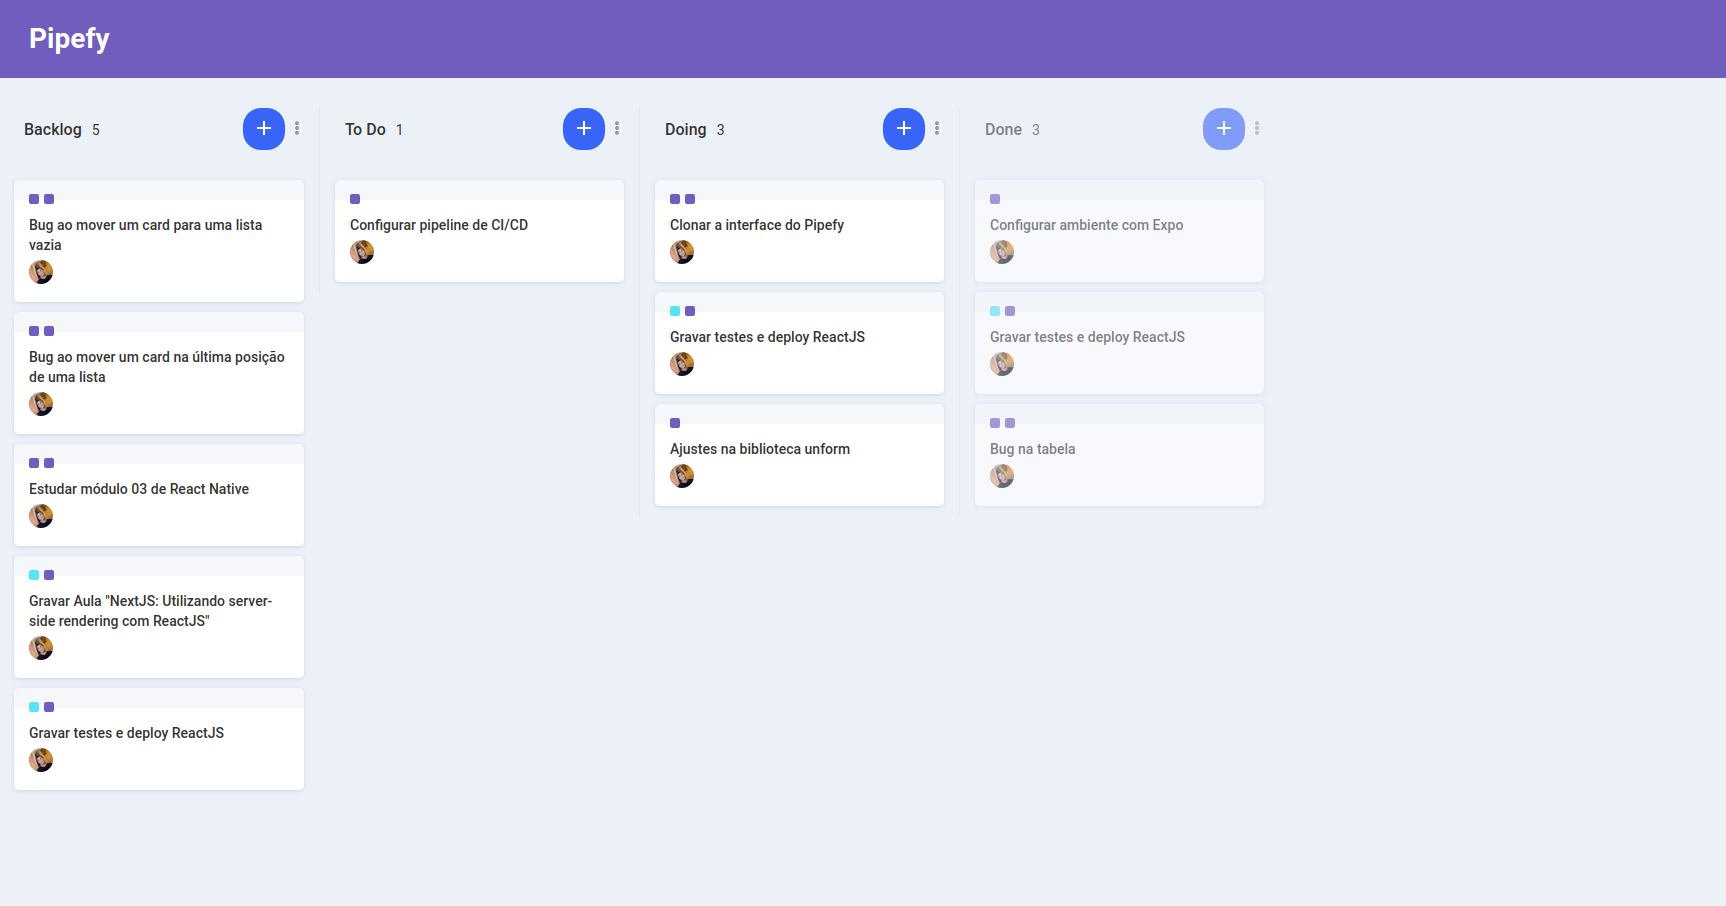 Pipefy
Backlog 5
Bug ao mover um card para uma lista
vazia
Bug ao mover um card na última posição
de uma lista
Estudar módulo 03 de React Native
Gravar Aula "NextJS: Utilizando server-
side rendering com ReactJS"
Gravar testes e deploy ReactJS
To Do 1
Configurar pipeline de CI/CD
Doing 3
Clonar a interface do Pipefy
Gravar testes e deploy ReactJS
Ajustes na biblioteca unform
Done 3
Configurar ambiente com Expo
Gravar testes e deploy ReactJS
Bug na tabela